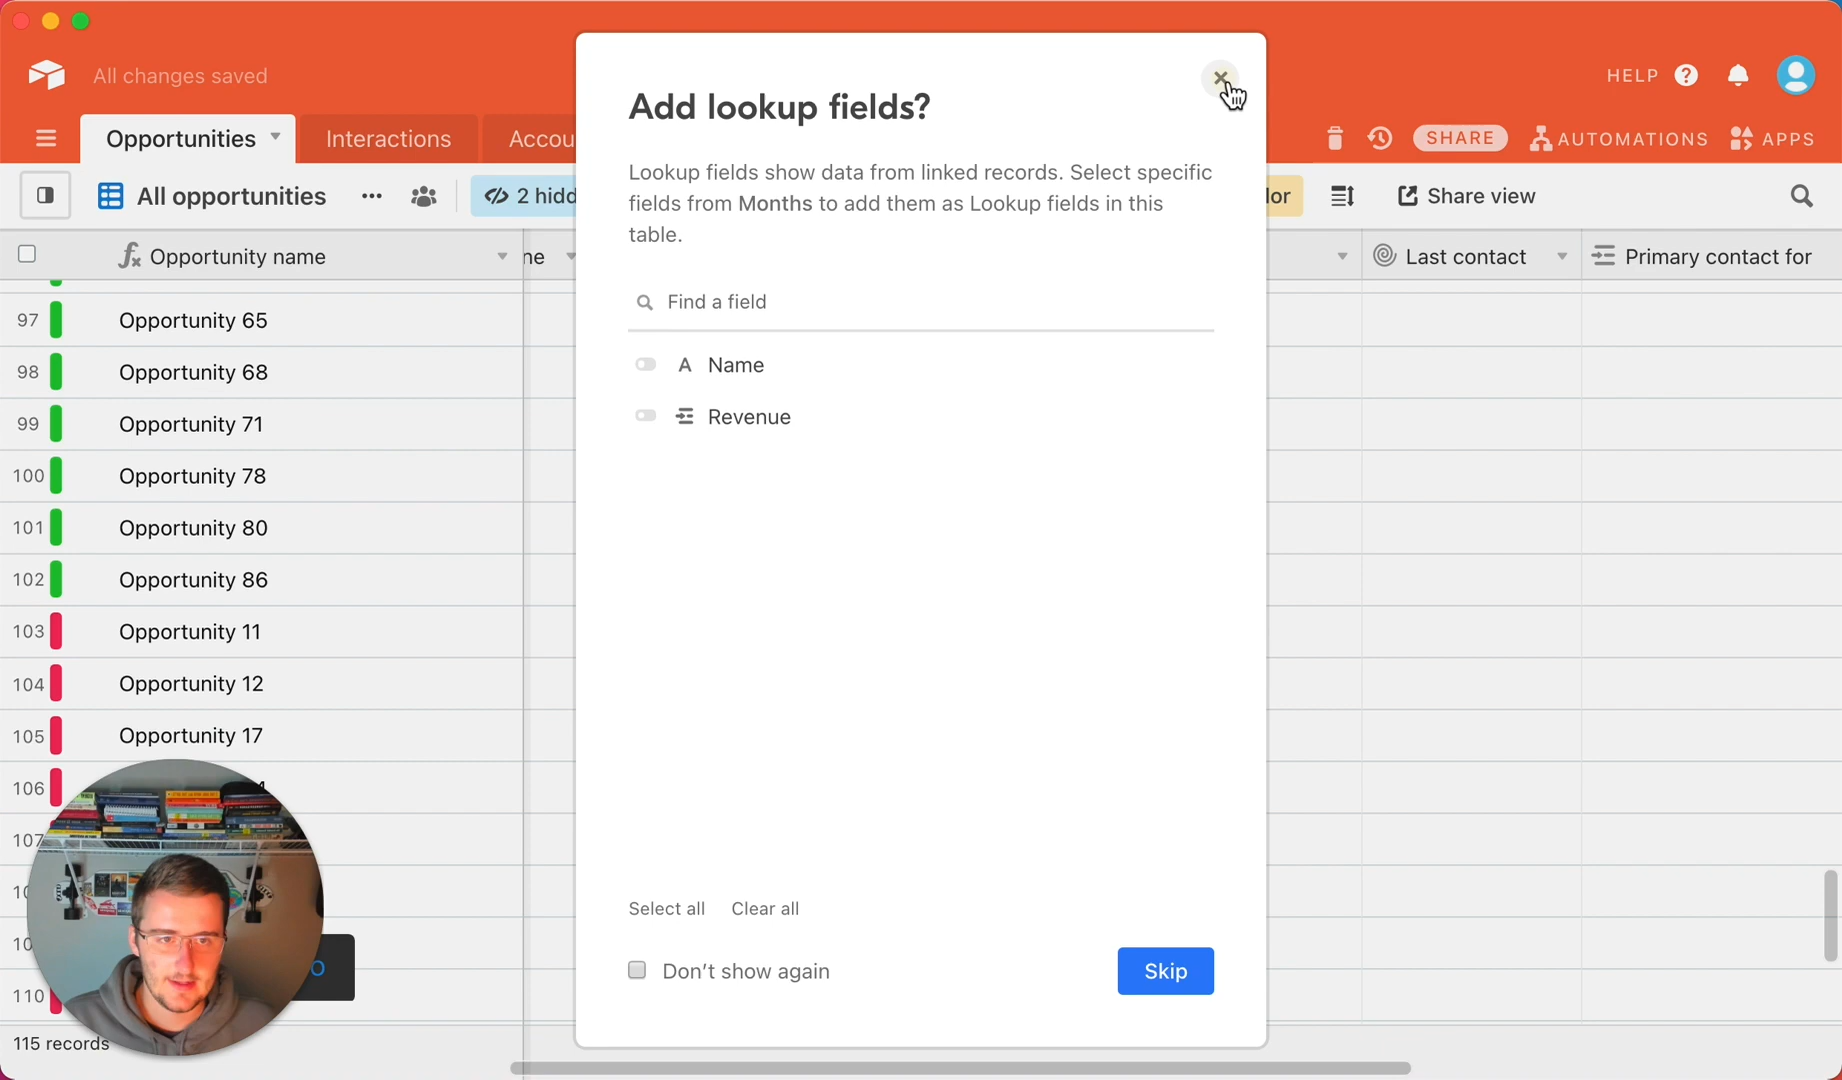 All changes saved
HELP
Opportunities
Interactions
Accou
SHARE
AUTOMATIONS
APPS
All opportunities
2 hidd
lor
Share view
Opportunity name
ne
Last contact
Primary contact for
97 Opportunity 65
98 Opportunity 68
99 Opportunity 71
100 Opportunity 78
101 Opportunity 80
102 Opportunity 86
103 Opportunity 11
104 Opportunity 12
105 Opportunity 17
106
107
110
115 records
Add lookup fields?
Lookup fields show data from linked records. Select specific
fields from Months to add them as Lookup fields in this
table.
Find a field
A Name
Revenue
Select all Clear all
Don't show again
Skip